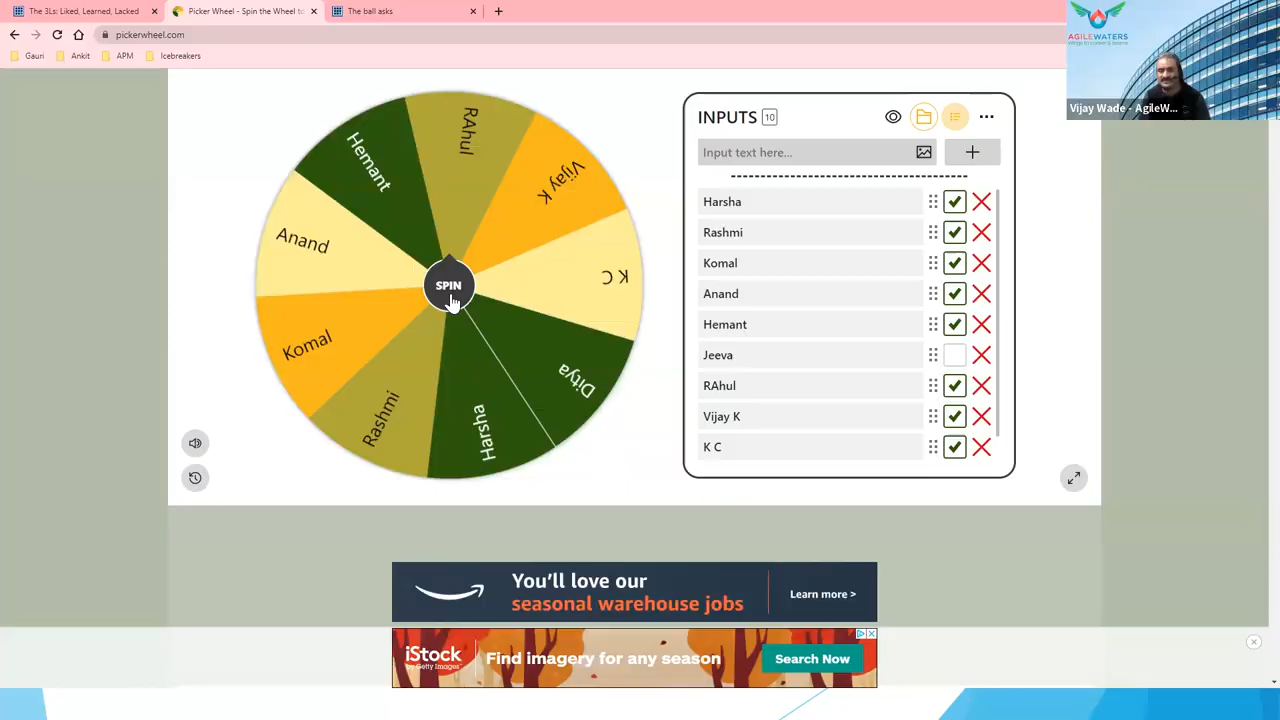 The 3Ls: Liked, Learned, Lacked
Picker Wheel - Spin the Wheel to
The ball asks
pickerwheel.com
Gauri
Ankit
APM
Icebreakers
AGILEWATERS
Vijay Wade - AgileW...
RAhul
Vijay K
K C
Ditya
Harsha
Rashmi
Komal
Anand
Hemant
SPIN
INPUTS 10
Input text here...
Harsha
Rashmi
Komal
Anand
Hemant
Jeeva
RAhul
Vijay K
K C
You'll love our
seasonal warehouse jobs
Learn more >
iStock
by Getty Images
Find imagery for any season
Search Now